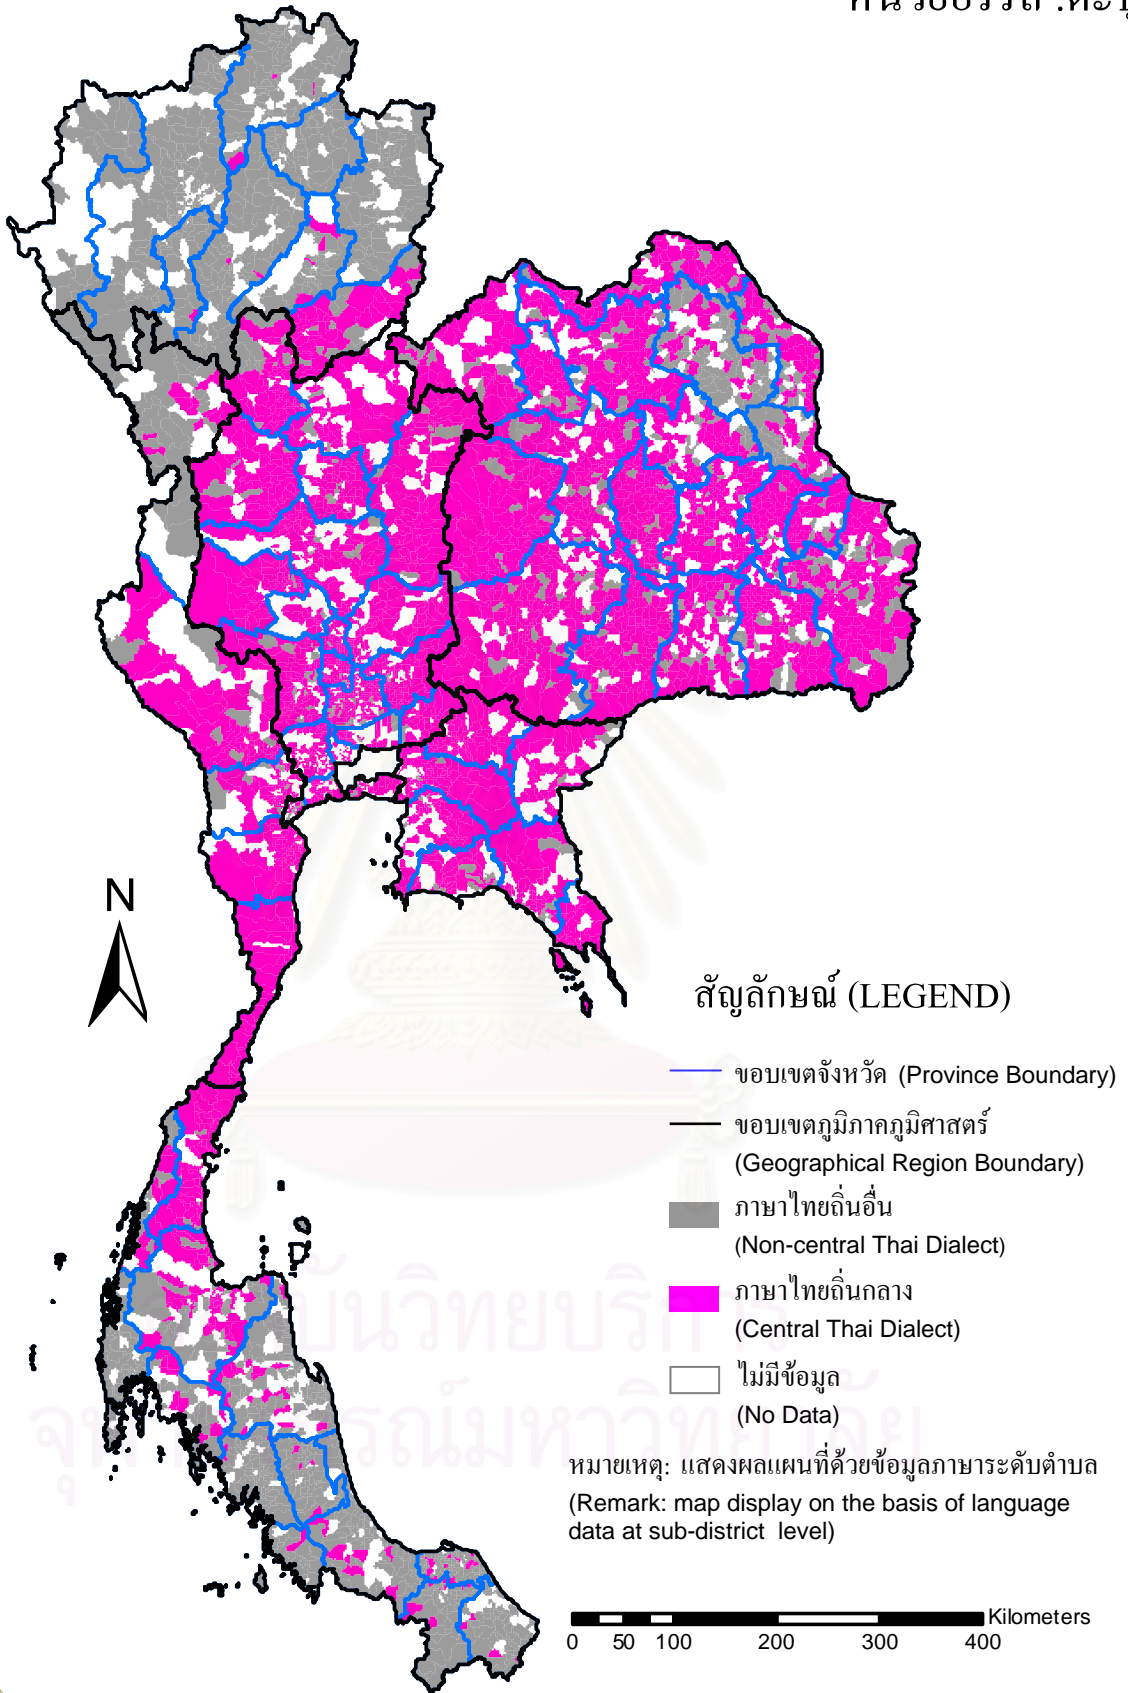 N
สัญลักษณ์ (LEGEND)
ขอบเขตจังหวัด (Province Boundary)
ขอบเขตภูมิภาคภูมิศาสตร์
(Geographical Region Boundary)
ภาษาไทยถิ่นอื่น
(Non-central Thai Dialect)
ภาษาไทยถิ่นกลาง
(Central Thai Dialect)
ไม่มีข้อมูล
(No Data)
หมายเหตุ: แสดงผลแผนที่ด้วยข้อมูลภาษาระดับตำบล
(Remark: map display on the basis of language
data at sub-district level)
Kilometers
0 50 100 200 300 400